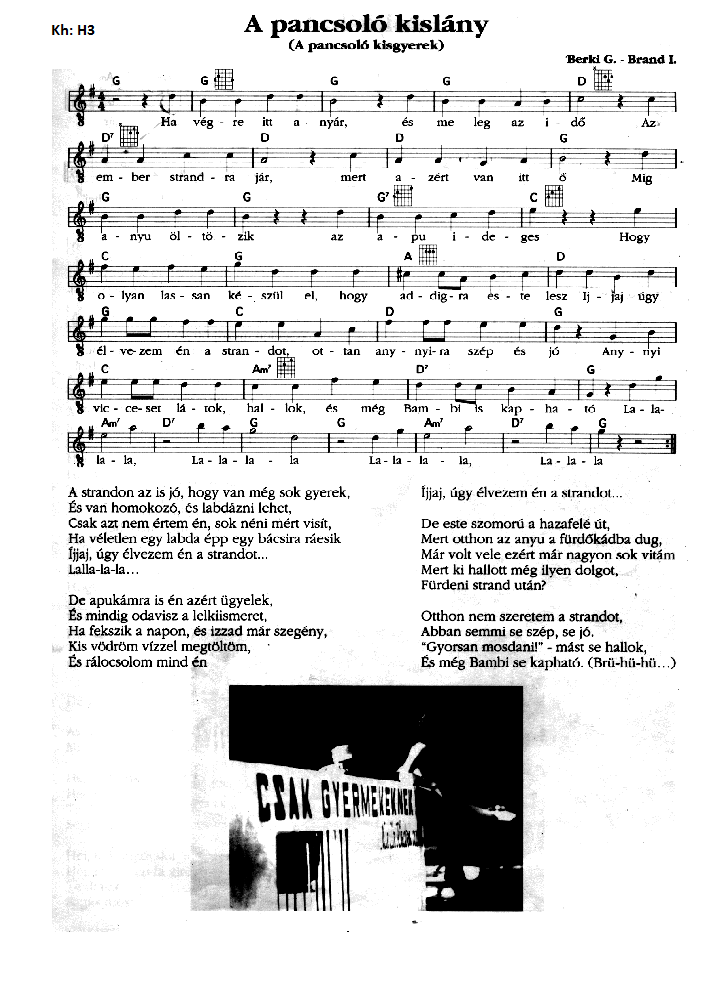 Kh: H3
A pancsoló kislány
(A pancsoló kisgyerek)
Berki G. - Brand I.
G G G G D
Ha vég - re itt a nyár, és me leg az i - dő Az
D7 D D G
em - ber strand - ra jár, mert a - zért van itt ő Mig
G G G7 C
a - nyu öl - tö - zik az a - pu i - de - ges Hogy
C G A D
o - lyan las - san ké - szül el, hogy ad - dig - ra es - te lesz Ij - jaj úgy
G C D G
él - ve - zem én a stran - dot, ot - tan any - nyi - ra szép és jó Any - nyi
C Am7 D7 G
vic - ce - set lá - tok, hal - lok, és még Bam - bi is kap - ha - tó La - la-
Am7 D7 G G Am7 D7 G
la - la, La - la - la - la La - la - la - la, La - la - la
A strandon az is jó, hogy van még sok gyerek,
És van homokozó, és labdázni lehet,
Csak azt nem értem én, sok néni mért visít,
Ha véletlen egy labda épp egy bácsira ráesik
Íjjaj, úgy élvezem én a strandot...
Lalla-la-la...
De apukámra is én azért ügyelek,
És mindig odavisz a lelkiismeret,
Ha fekszik a napon, és izzad már szegény,
Kis vödröm vízzel megtöltöm,
És rálocsolom mind én
Íjjaj, úgy élvezem én a strandot...
De este szomorú a hazafelé út,
Mert otthon az anyu a fürdőkádba dug,
Már volt vele ezért már nagyon sok vitám
Mert ki hallott még ilyen dolgot,
Fürdeni strand után?
Otthon nem szeretem a strandot,
Abban semmi se szép, se jó.
"Gyorsan mosdani!" - mást se hallok,
És még Bambi se kapható. (Brü-hü-hü...)
CSAK GYERMEKEKNEK